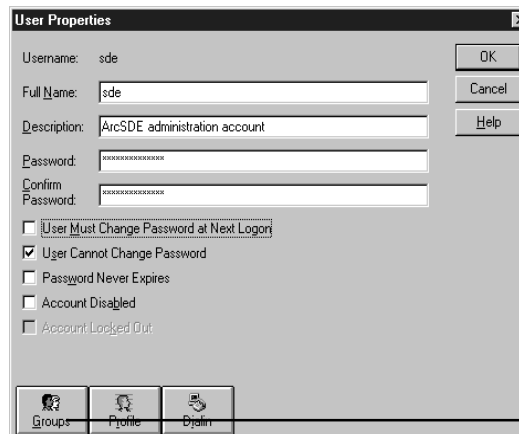 User Properties
Username: sde
OK
Full Name: sde
Cancel
Description: ArcSDE administration account
Help
Password: **************
Confirm Password: **************
User Must Change Password at Next Logon
User Cannot Change Password
Password Never Expires
Account Disabled
Account Locked Out
Groups Profile Dialin